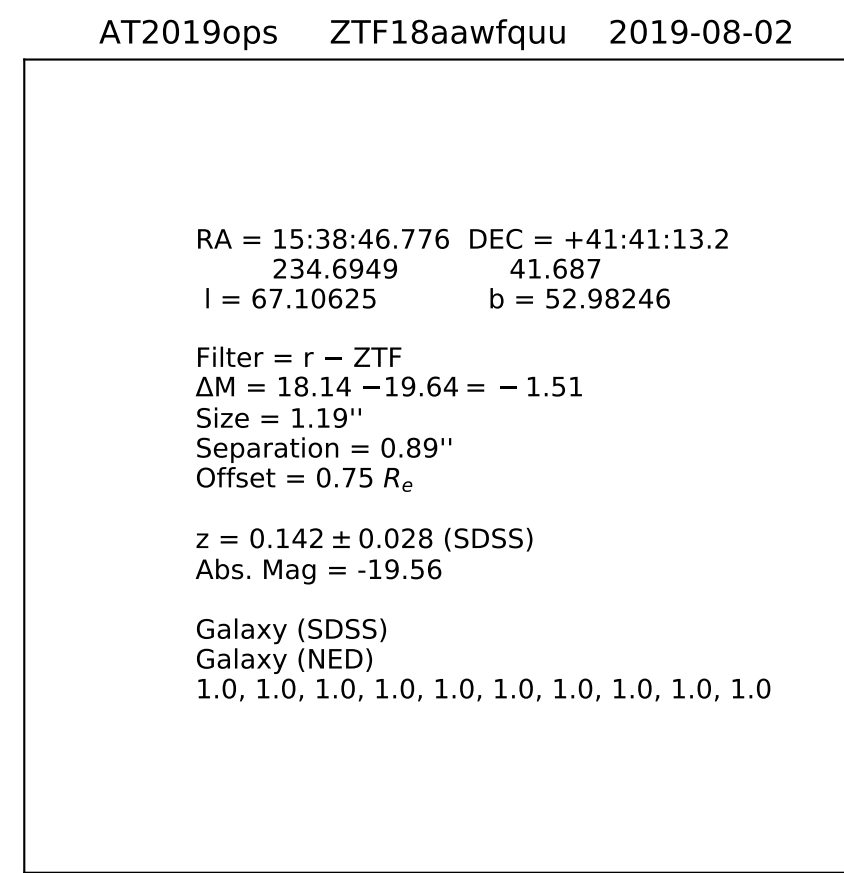 AT2019ops ZTF18aawfquu 2019-08-02
RA = 15:38:46.776 DEC = +41:41:13.2
234.6949 41.687
l = 67.10625 b = 52.98246
Filter = r − ZTF
ΔM = 18.14 −19.64 = − 1.51
Size = 1.19''
Separation = 0.89''
Offset = 0.75 Re
z = 0.142 ± 0.028 (SDSS)
Abs. Mag = -19.56
Galaxy (SDSS)
Galaxy (NED)
1.0, 1.0, 1.0, 1.0, 1.0, 1.0, 1.0, 1.0, 1.0, 1.0